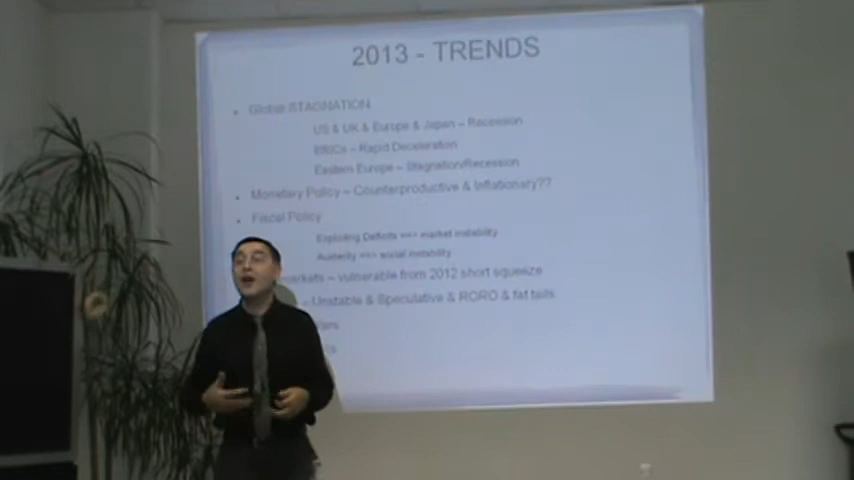 2013 - TRENDS
Global STAGNATION
US & UK & Europe & Japan – Recession
BRICs – Rapid Deceleration
Eastern Europe – Stagnation/Recession
Monetary Policy – Counterproductive & Inflationary??
Fiscal Policy
Exploding Deficits ==> market instability
Austerity ==> social instability
markets – vulnerable from 2012 short squeeze
– Unstable & Speculative & RORO & fat tails